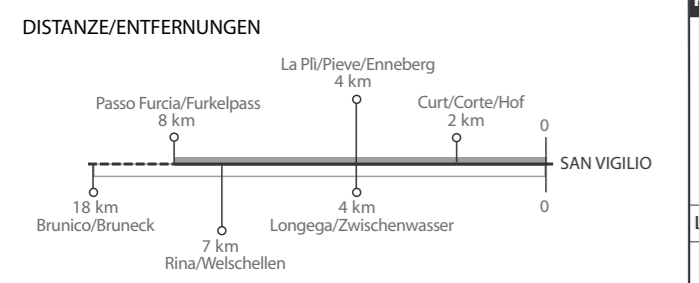 DISTANZE/ENTFERNUNGEN
La Plì/Pieve/Enneberg
4 km
Passo Furcia/Furkelpass
8 km
Curt/Corte/Hof
2 km
0
SAN VIGILIO
18 km
Brunico/Bruneck
4 km
Longega/Zwischenwasser
0
7 km
Rina/Welschellen